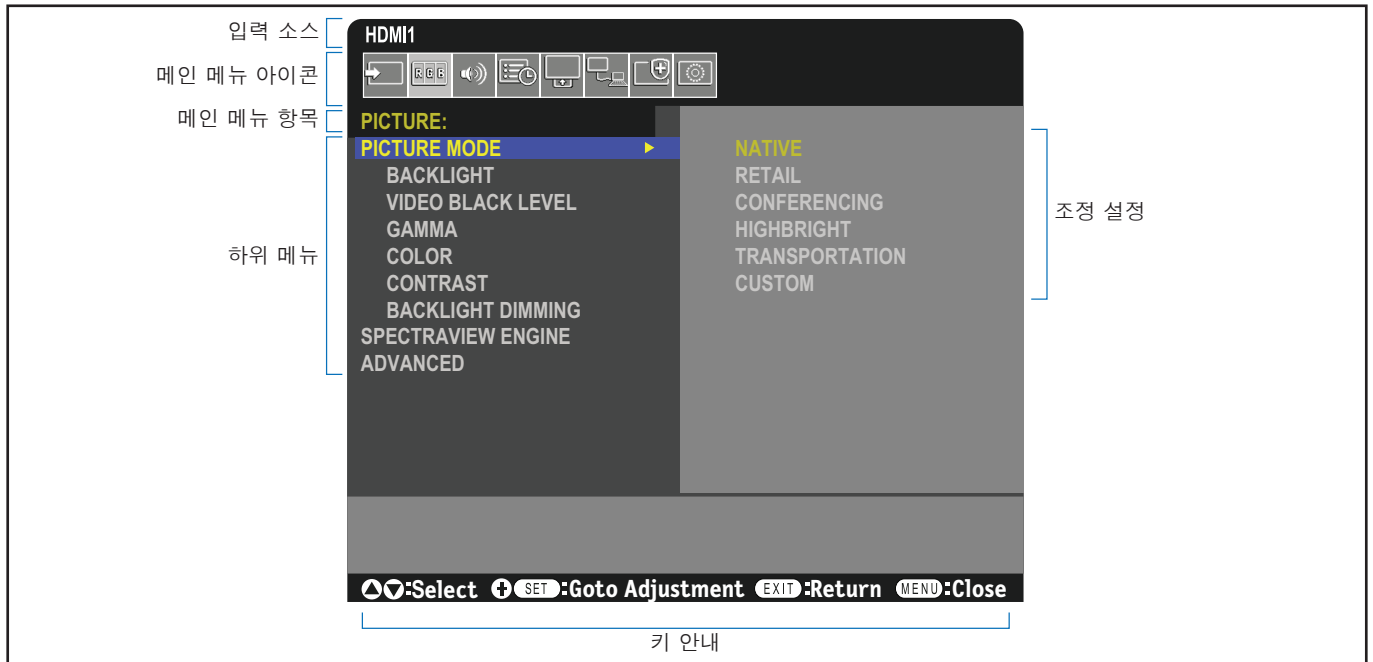 입력 소스
HDMI1
메인 메뉴 아이콘
RGB
메인 메뉴 항목
PICTURE:
하위 메뉴
PICTURE MODE
BACKLIGHT
VIDEO BLACK LEVEL
GAMMA
COLOR
CONTRAST
BACKLIGHT DIMMING
SPECTRAVIEW ENGINE
ADVANCED
NATIVE
RETAIL
CONFERENCING
HIGHBRIGHT
TRANSPORTATION
CUSTOM
조정 설정
:Select SET:Goto Adjustment EXIT:Return MENU:Close
키 안내